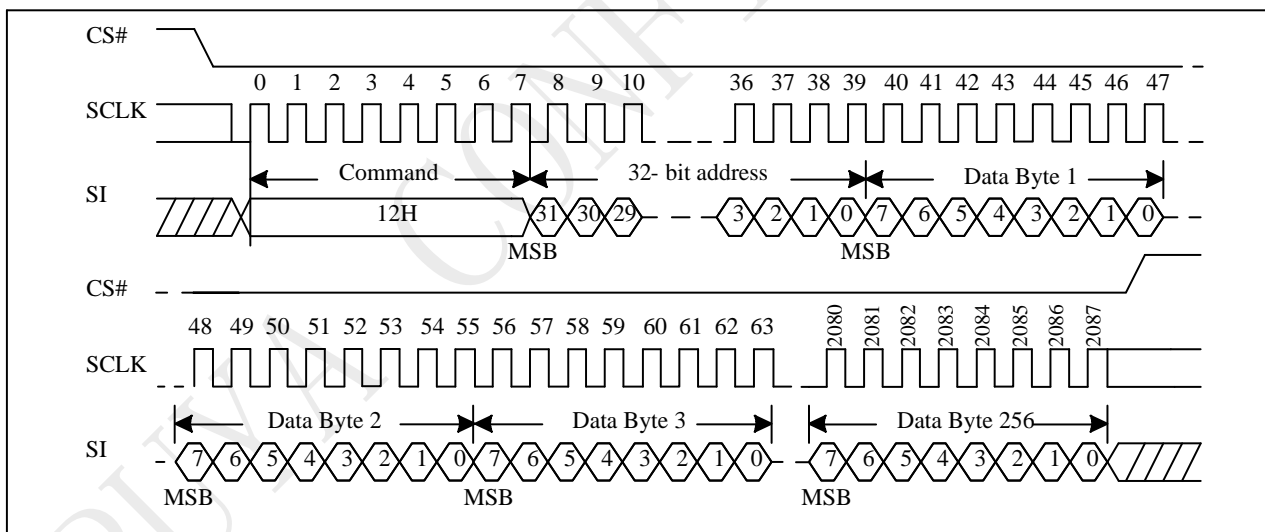 CS#
0 1 2 3 4 5 6 7 8 9 10 36 37 38 39 40 41 42 43 44 45 46 47
SCLK
Command 32- bit address Data Byte 1
SI
12H 31 30 29 3 2 1 0 7 6 5 4 3 2 1 0
MSB MSB
CS#
48 49 50 51 52 53 54 55 56 57 58 59 60 61 62 63 2080 2081 2082 2083 2084 2085 2086 2087
SCLK
Data Byte 2 Data Byte 3 Data Byte 256
SI
7 6 5 4 3 2 1 0 7 6 5 4 3 2 1 0 7 6 5 4 3 2 1 0
MSB MSB MSB